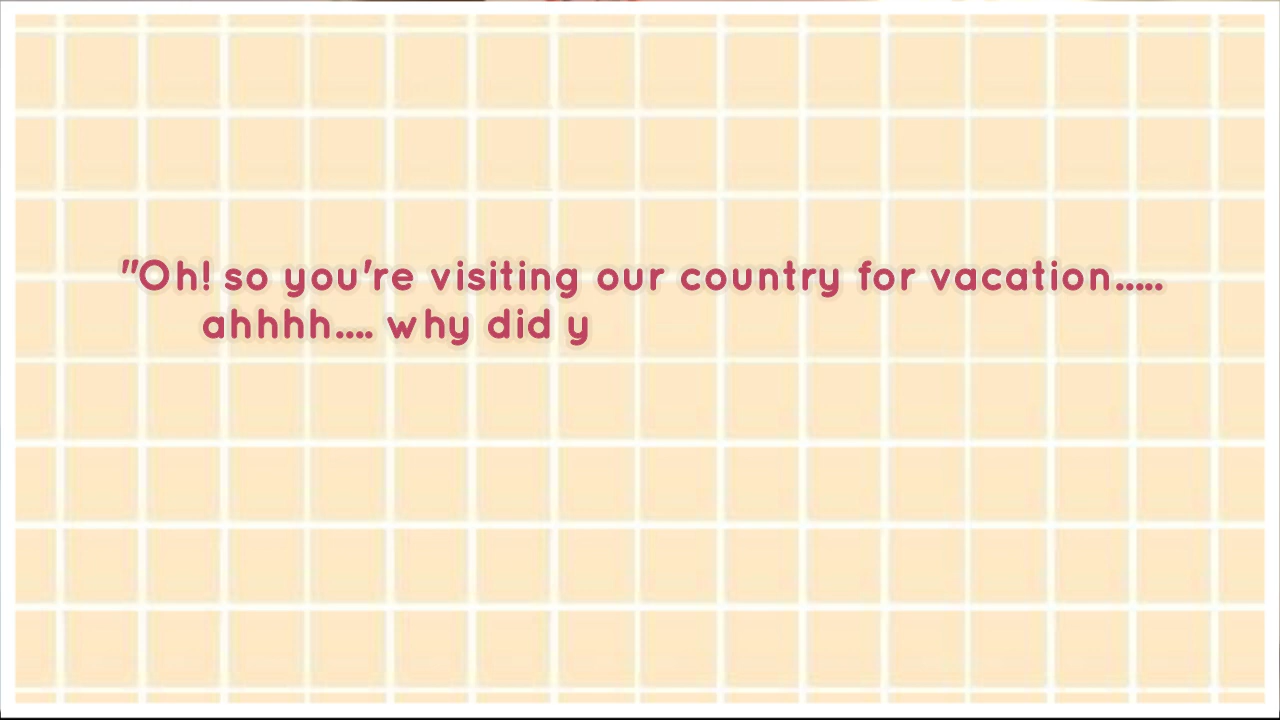 "Oh! so you're visiting our country for vacation.....
ahhhh.... why did y